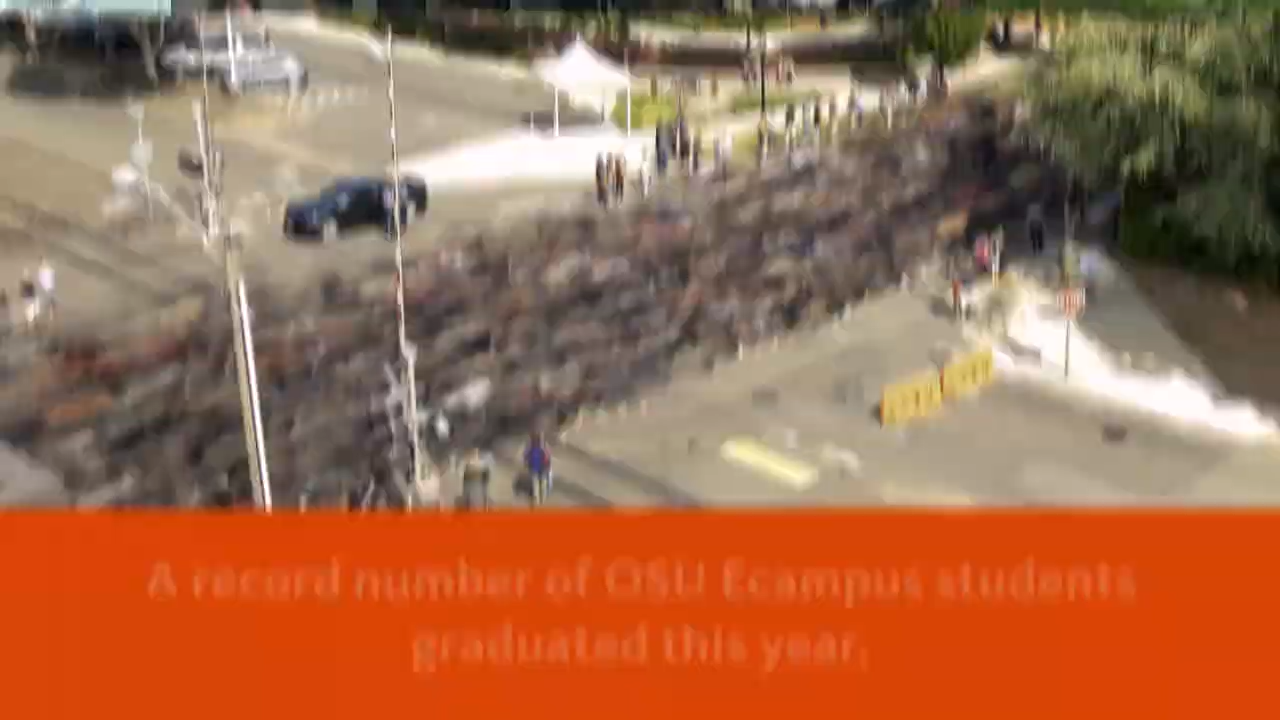 A record number of OSU Ecampus students
graduated this year,